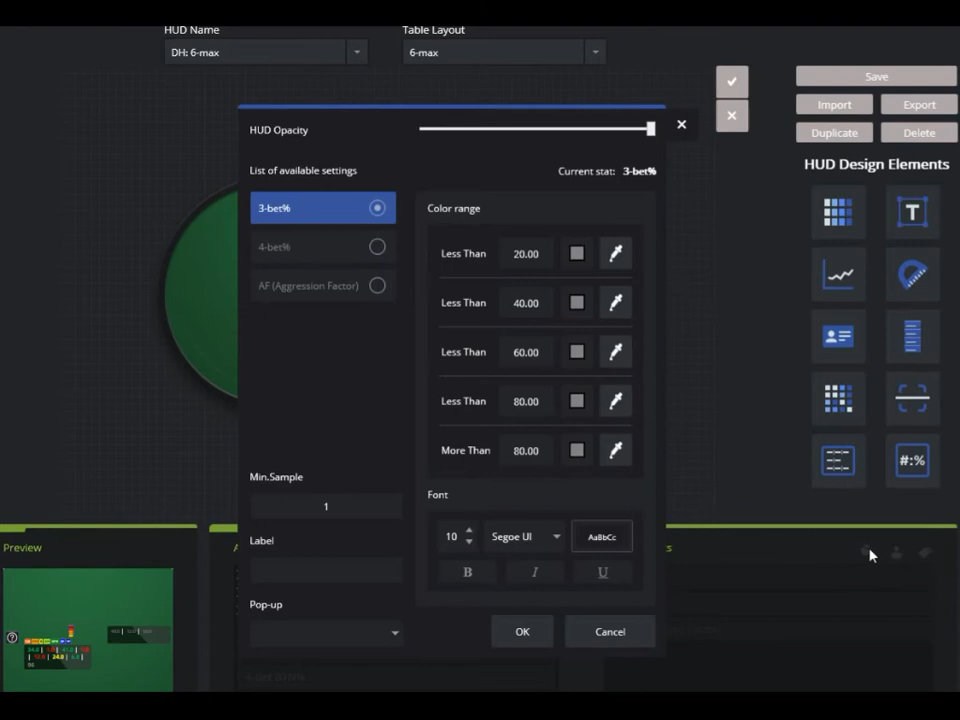 HUD Name
Table Layout
DH: 6-max
6-max
Save
Import
Export
Duplicate
Delete
HUD Design Elements
T
#:%
HUD Opacity
List of available settings
Current stat: 3-bet%
3-bet%
4-bet%
AF (Aggression Factor)
Color range
Less Than 20.00
Less Than 40.00
Less Than 60.00
Less Than 80.00
More Than 80.00
Min.Sample
1
Label
Pop-up
Font
10
Segoe UI
AaBbCc
B
I
U
OK
Cancel
Preview